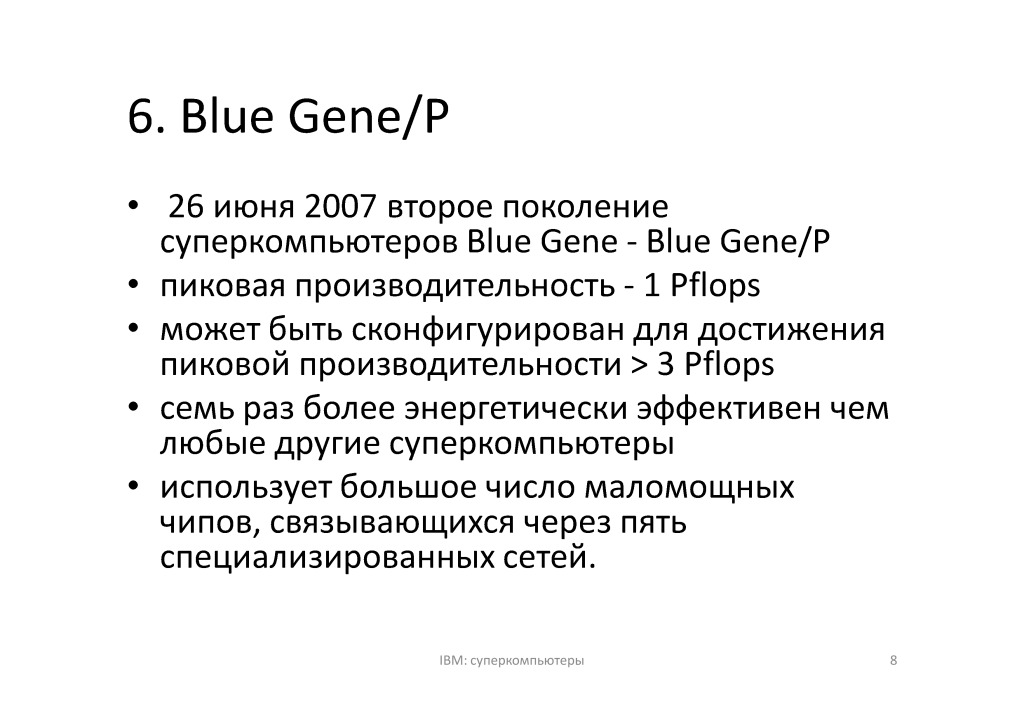 6. Blue Gene/P
• 26 июня 2007 второе поколение
суперкомпьютеров Blue Gene - Blue Gene/P
• пиковая производительность - 1 Pflops
• может быть сконфигурирован для достижения
пиковой производительности > 3 Pflops
• семь раз более энергетически эффективен чем
любые другие суперкомпьютеры
• использует большое число маломощных
чипов, связывающихся через пять
специализированных сетей.
IBM: суперкомпьютеры
8